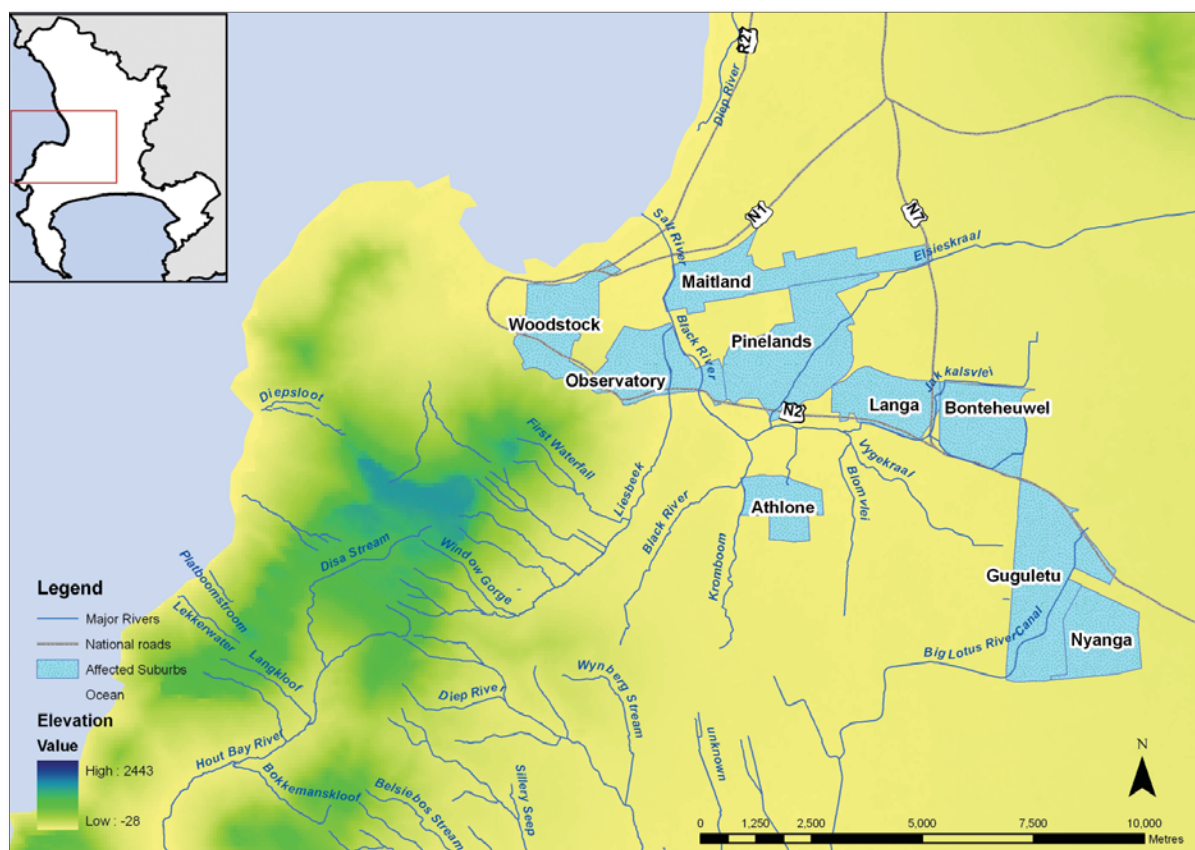 R27
Diep River
Salt River
N1
N7
Elsieskraal
Maitland
Woodstock
Black River
Pinelands
Observatory
Jakkalsvlei
Diepsloot
N2
Langa
Bonteheuwel
First Waterfall
Vygekraal
Liesbeek
Blomvlei
Black River
Athlone
Disa Stream
Window Gorge
Kromboom
Platboomstroom
Guguletu
Lekkerwater
Langkloof
Nyanga
Big Lotus River Canal
Wynberg Stream
Diep River
Hout Bay River
unknown
Bokkemanskloof
Belsiebos Stream
Sillery Seep
Legend
Major Rivers
National roads
Affected Suburbs
Ocean
Elevation
Value
High : 2443
Low : -28
N
0 1,250 2,500 5,000 7,500 10,000
Metres